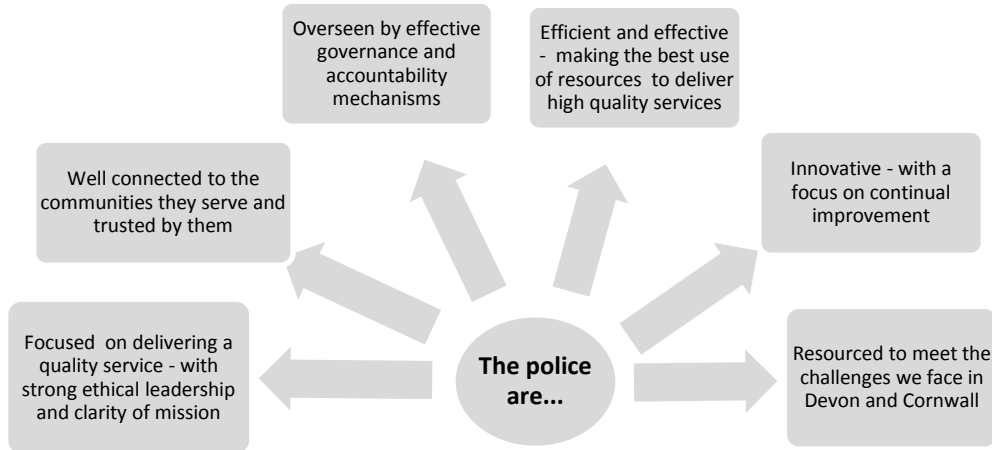 Overseen by effective
governance and
accountability
mechanisms
Efficient and effective
- making the best use
of resources to deliver
high quality services
Well connected to the
communities they serve and
trusted by them
Innovative - with a
focus on continual
improvement
Focused on delivering a
quality service - with
strong ethical leadership
and clarity of mission
The police
are...
Resourced to meet the
challenges we face in
Devon and Cornwall